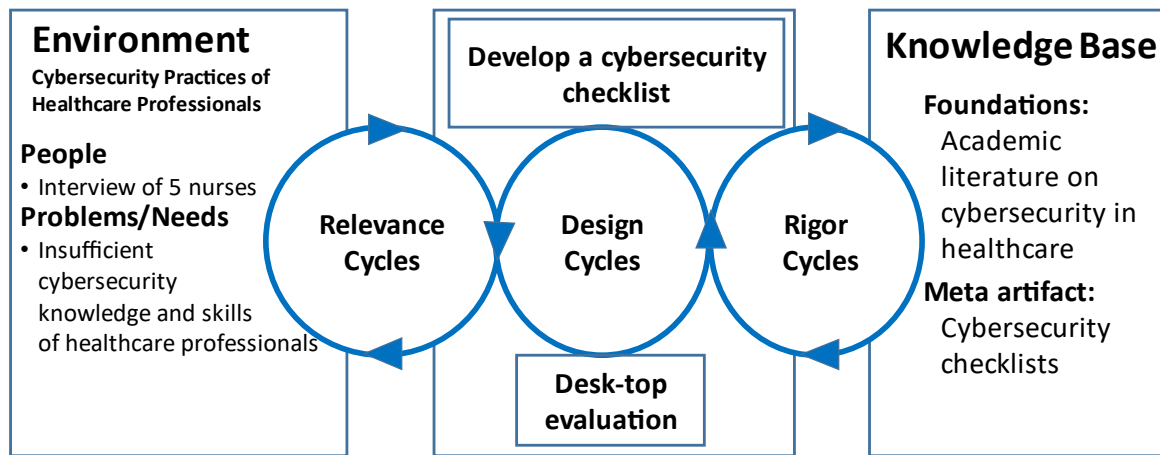 Environment
Cybersecurity Practices of
Healthcare Professionals
People
• Interview of 5 nurses
Problems/Needs
• Insufficient
cybersecurity
knowledge and skills
of healthcare professionals
Relevance
Cycles
Develop a cybersecurity
checklist
Design
Cycles
Desk-top
evaluation
Rigor
Cycles
Knowledge Base
Foundations:
Academic
literature on
cybersecurity in
healthcare
Meta artifact:
Cybersecurity
checklists